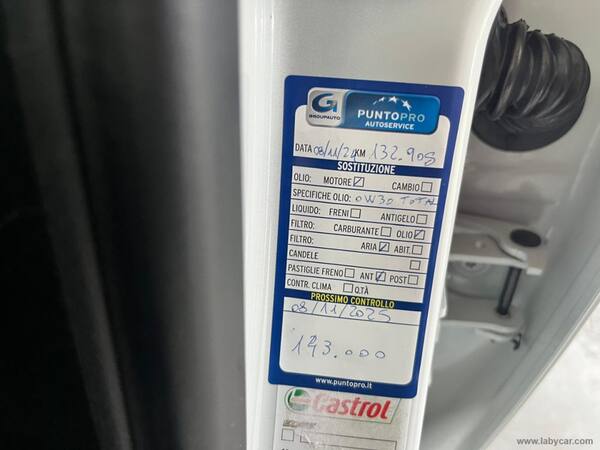 G
GROUPAUTO
PUNTOPRO
AUTOSERVICE
DATA 08/11/24 KM 132.905
SOSTITUZIONE
OLIO: MOTORE CAMBIO
SPECIFICHE OLIO: 0W30 TOTAL
LIQUIDO: FRENI ANTIGELO
FILTRO: CARBURANTE OLIO
FILTRO: ARIA ABIT.
CANDELE
PASTIGLIE FRENO ANT POST
CONTR. CLIMA Q.TÀ
PROSSIMO CONTROLLO
08/11/2025
143.000
www.puntopro.it
Castrol
www.labycar.com